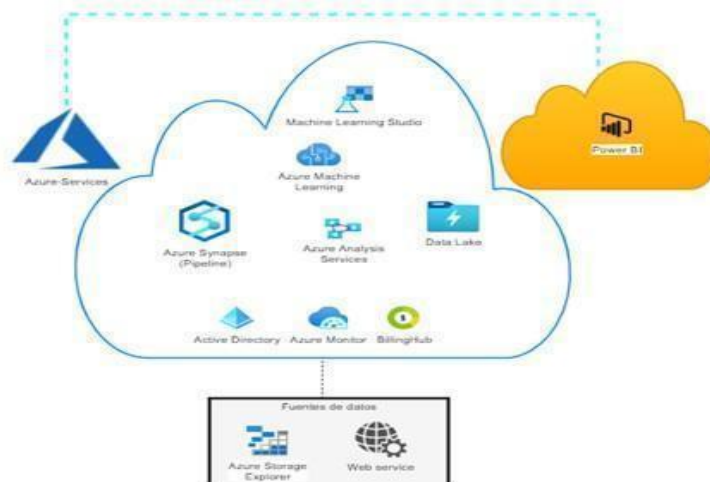 Machine Learning Studio
Power BI
Azure-Services
Azure Machine
Learning
Azure Synapse
(Pipeline)
Azure Analysis
Services
Data Lake
Active Directory
Azure Monitor
BillingHub
Fuentes de datos
Azure Storage
Explorer
Web service